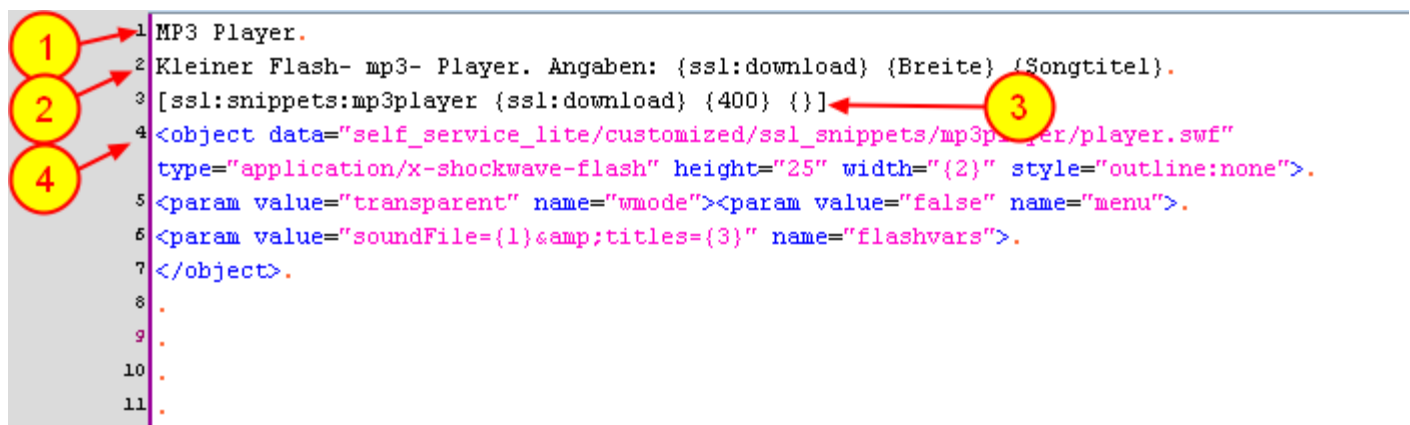 1 MP3 Player.
2 Kleiner Flash- mp3- Player. Angaben: {ssl:download} {Breite} {Songtitel}.
3 [ssl:snippets:mp3player {ssl:download} {400} {}]
4 <object data="self_service_lite/customized/ssl_snippets/mp3player/player.swf"
type="application/x-shockwave-flash" height="25" width="{2}" style="outline:none">.
5 <param value="transparent" name="wmode"><param value="false" name="menu">.
6 <param value="soundFile={1}&amp;titles={3}" name="flashvars">.
7 </object>.
8 .
9 .
10 .
11 .
1
2
3
4